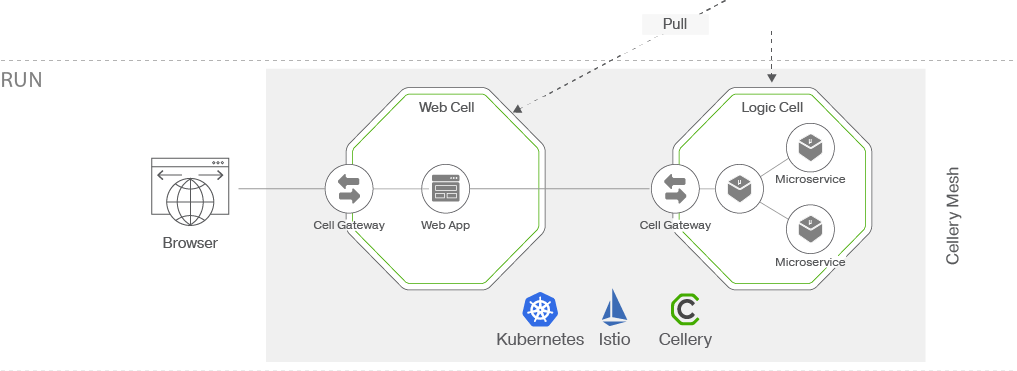 Pull
RUN
Web Cell
Logic Cell
Microservice
Cell Gateway
Web App
Cell Gateway
Browser
Microservice
Kubernetes
Istio
Cellery
Cellery Mesh